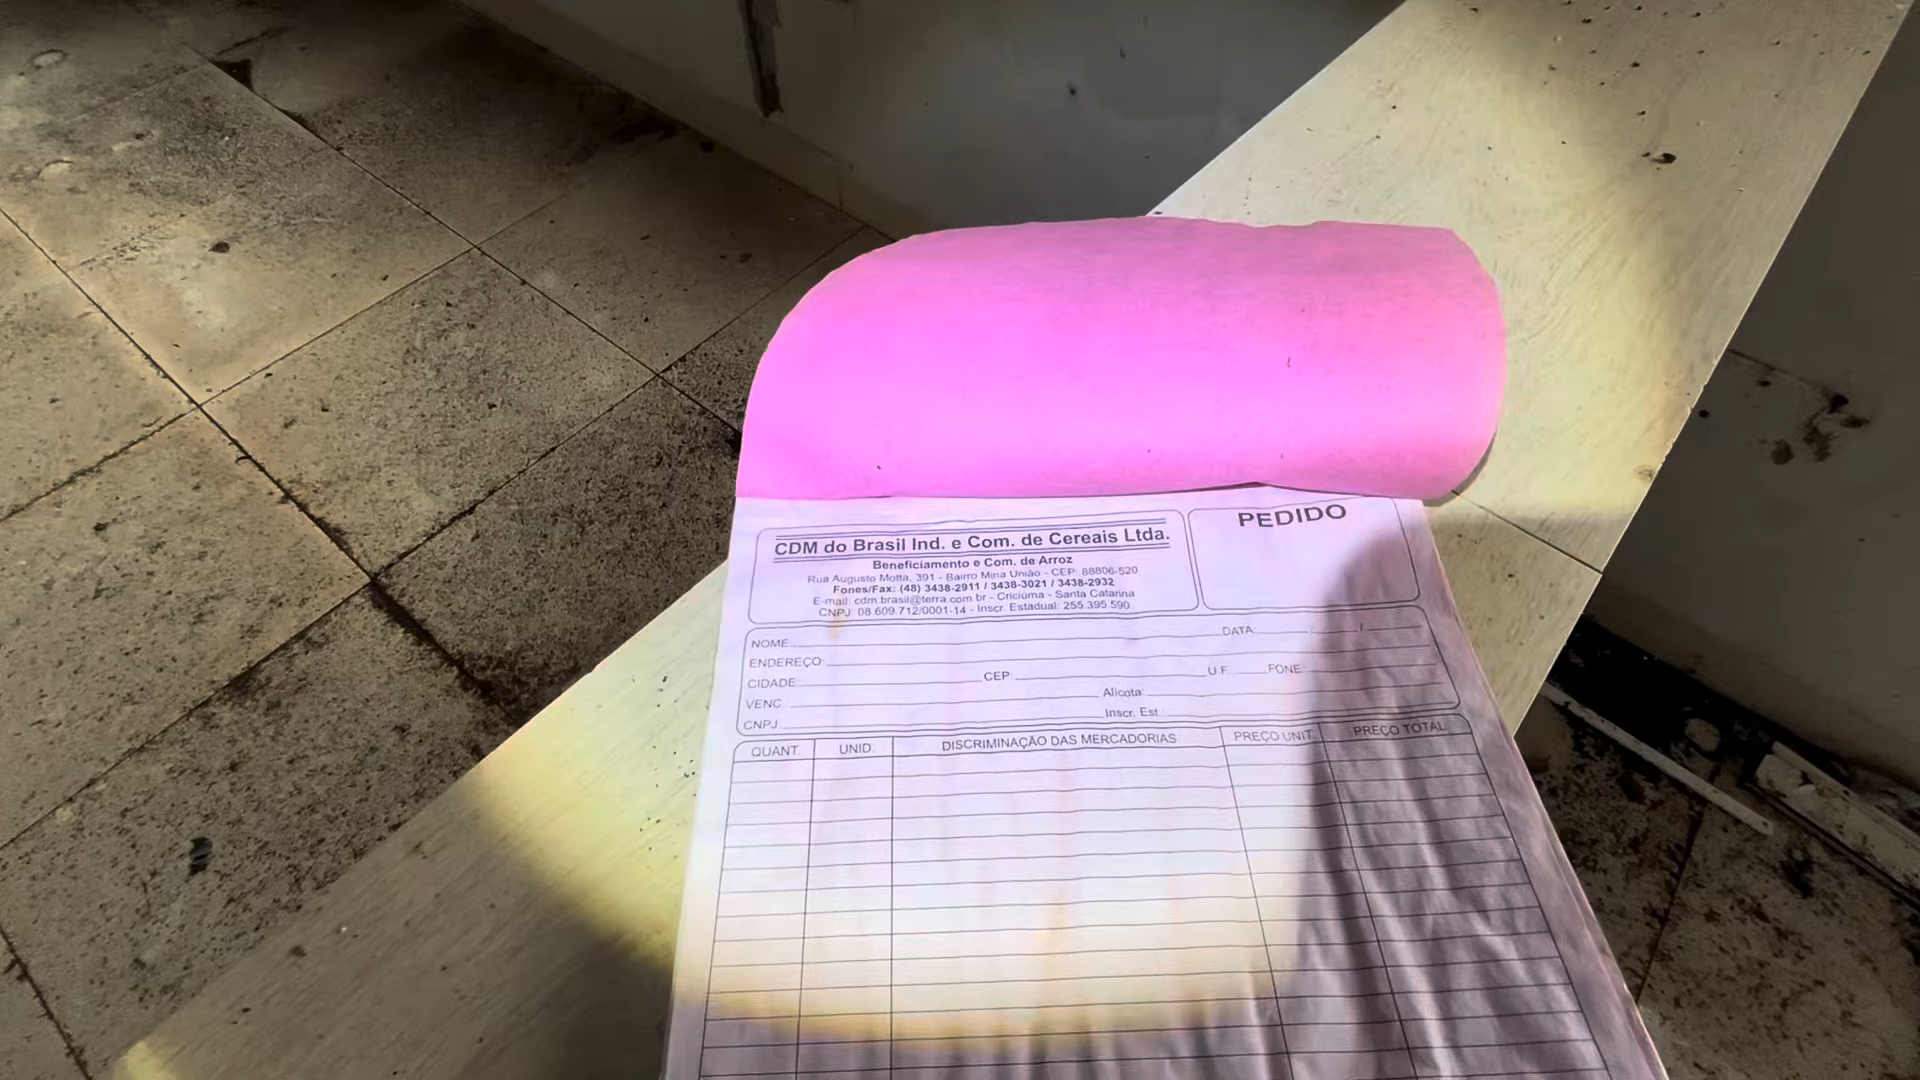 CDM do Brasil Ind. e Com. de Cereais Ltda.
Beneficiamento e Com. de Arroz
Rua Augusto Motta, 391 - Bairro Mina União - CEP: 88806-520
Fones/Fax: (48) 3438-2911 / 3438-3021 / 3438-2932
E-mail: cdm.brasil@terra.com.br - Criciúma - Santa Catarina
CNPJ: 08.609.712/0001-14 - Inscr. Estadual: 255.395.590
PEDIDO
NOME DATA / /
ENDEREÇO
CIDADE CEP U.F. FONE
VENC. Alicota
CNPJ Inscr. Est.
QUANT. UNID. DISCRIMINAÇÃO DAS MERCADORIAS PREÇO UNIT. PREÇO TOTAL